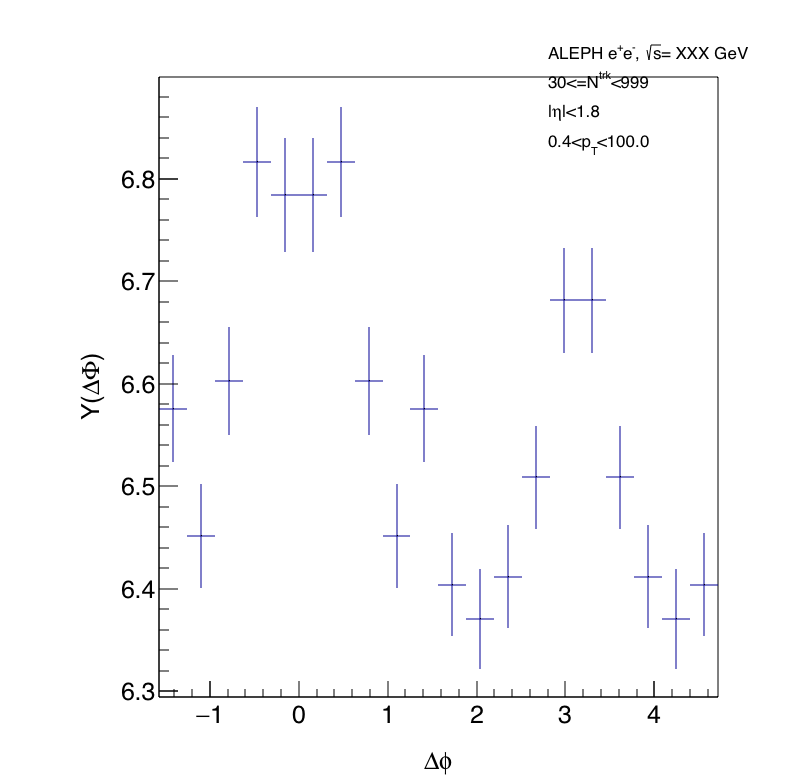 ALEPH e⁺e⁻, √s= XXX GeV
30<=N^trk<999
|η|<1.8
0.4<p_T<100.0
6.8
6.7
6.6
6.5
6.4
6.3
Y(ΔΦ)
−1 0 1 2 3 4
Δϕ